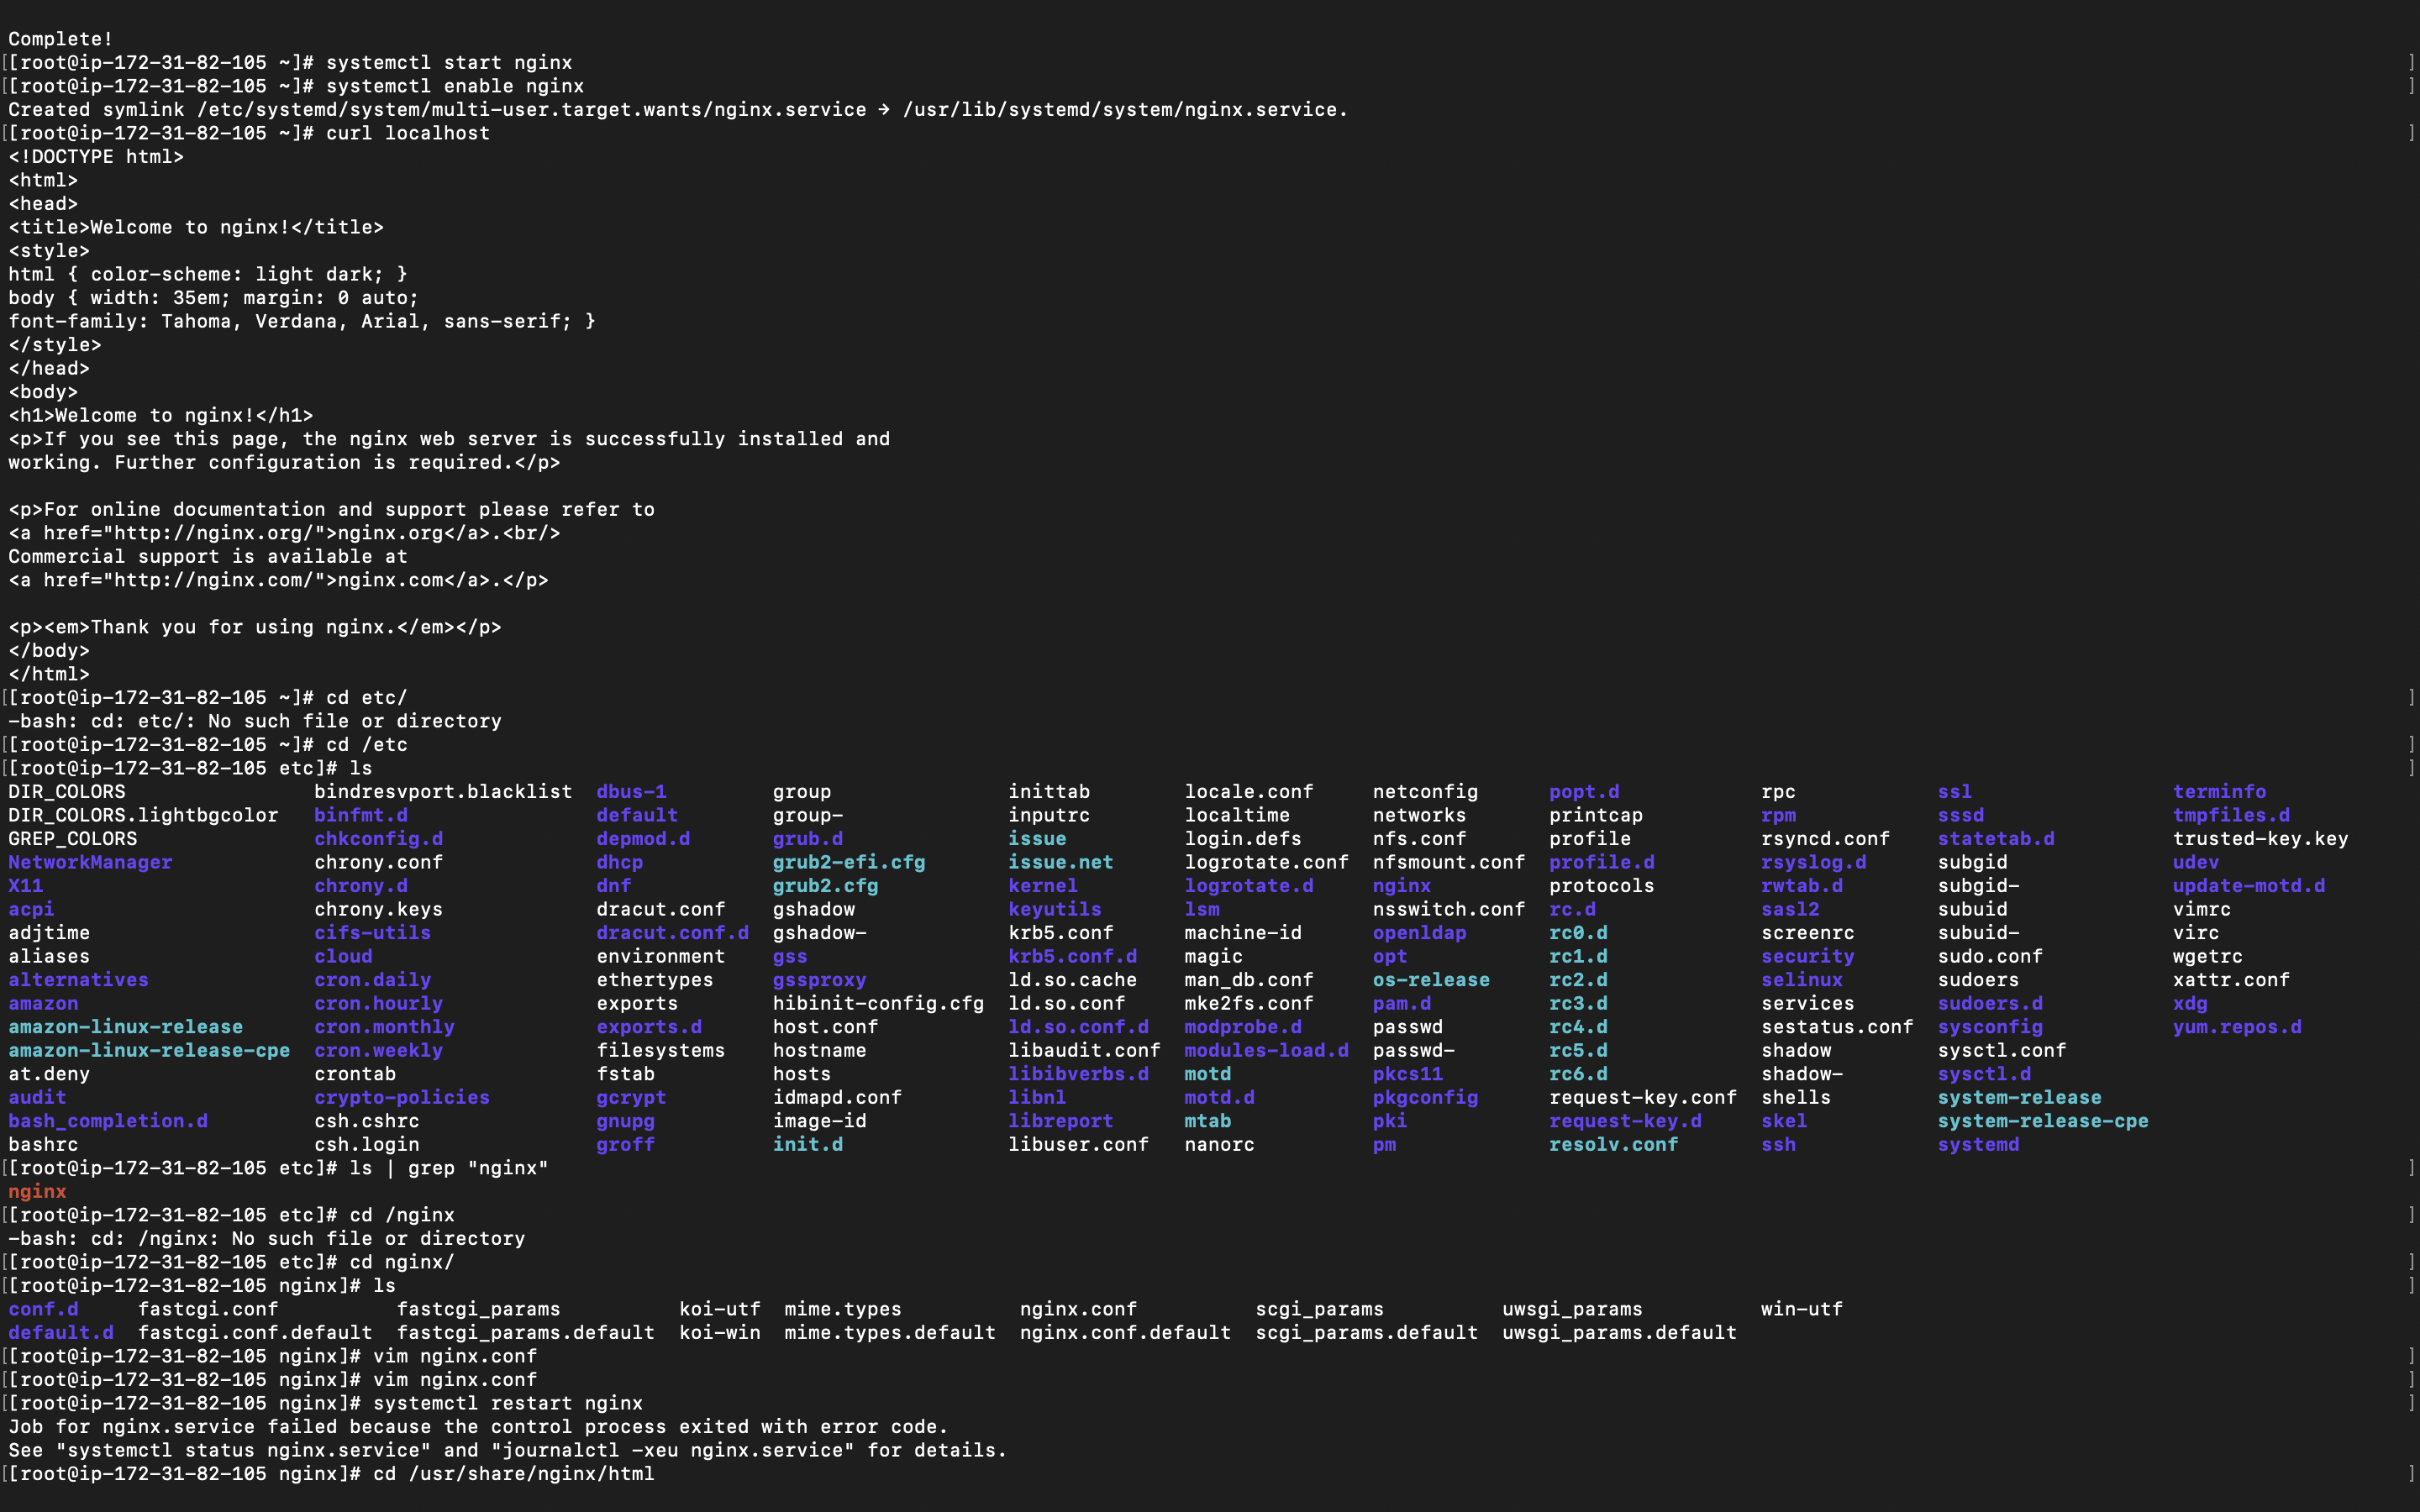 Complete!
[[root@ip-172-31-82-105 ~]# systemctl start nginx ]
[[root@ip-172-31-82-105 ~]# systemctl enable nginx ]
Created symlink /etc/systemd/system/multi-user.target.wants/nginx.service → /usr/lib/systemd/system/nginx.service.
[[root@ip-172-31-82-105 ~]# curl localhost ]
<!DOCTYPE html>
<html>
<head>
<title>Welcome to nginx!</title>
<style>
html { color-scheme: light dark; }
body { width: 35em; margin: 0 auto;
font-family: Tahoma, Verdana, Arial, sans-serif; }
</style>
</head>
<body>
<h1>Welcome to nginx!</h1>
<p>If you see this page, the nginx web server is successfully installed and
working. Further configuration is required.</p>
<p>For online documentation and support please refer to
<a href="http://nginx.org/">nginx.org</a>.<br/>
Commercial support is available at
<a href="http://nginx.com/">nginx.com</a>.</p>
<p><em>Thank you for using nginx.</em></p>
</body>
</html>
[[root@ip-172-31-82-105 ~]# cd etc/ ]
-bash: cd: etc/: No such file or directory
[[root@ip-172-31-82-105 ~]# cd /etc ]
[[root@ip-172-31-82-105 etc]# ls ]
DIR_COLORS bindresvport.blacklist dbus-1 group inittab locale.conf netconfig popt.d rpc ssl terminfo
DIR_COLORS.lightbgcolor binfmt.d default group- inputrc localtime networks printcap rpm sssd tmpfiles.d
GREP_COLORS chkconfig.d depmod.d grub.d issue login.defs nfs.conf profile rsyncd.conf statetab.d trusted-key.key
NetworkManager chrony.conf dhcp grub2-efi.cfg issue.net logrotate.conf nfsmount.conf profile.d rsyslog.d subgid udev
X11 chrony.d dnf grub2.cfg kernel logrotate.d nginx protocols rwtab.d subgid- update-motd.d
acpi chrony.keys dracut.conf gshadow keyutils lsm nsswitch.conf rc.d sasl2 subuid vimrc
adjtime cifs-utils dracut.conf.d gshadow- krb5.conf machine-id openldap rc0.d screenrc subuid- virc
aliases cloud environment gss krb5.conf.d magic opt rc1.d security sudo.conf wgetrc
alternatives cron.daily ethertypes gssproxy ld.so.cache man_db.conf os-release rc2.d selinux sudoers xattr.conf
amazon cron.hourly exports hibinit-config.cfg ld.so.conf mke2fs.conf pam.d rc3.d services sudoers.d xdg
amazon-linux-release cron.monthly exports.d host.conf ld.so.conf.d modprobe.d passwd rc4.d sestatus.conf sysconfig yum.repos.d
amazon-linux-release-cpe cron.weekly filesystems hostname libaudit.conf modules-load.d passwd- rc5.d shadow sysctl.conf
at.deny crontab fstab hosts libibverbs.d motd pkcs11 rc6.d shadow- sysctl.d
audit crypto-policies gcrypt idmapd.conf libnl motd.d pkgconfig request-key.conf shells system-release
bash_completion.d csh.cshrc gnupg image-id libreport mtab pki request-key.d skel system-release-cpe
bashrc csh.login groff init.d libuser.conf nanorc pm resolv.conf ssh systemd
[[root@ip-172-31-82-105 etc]# ls | grep "nginx" ]
nginx
[[root@ip-172-31-82-105 etc]# cd /nginx ]
-bash: cd: /nginx: No such file or directory
[[root@ip-172-31-82-105 etc]# cd nginx/ ]
[[root@ip-172-31-82-105 nginx]# ls ]
conf.d fastcgi.conf fastcgi_params koi-utf mime.types nginx.conf scgi_params uwsgi_params win-utf
default.d fastcgi.conf.default fastcgi_params.default koi-win mime.types.default nginx.conf.default scgi_params.default uwsgi_params.default
[[root@ip-172-31-82-105 nginx]# vim nginx.conf ]
[[root@ip-172-31-82-105 nginx]# vim nginx.conf ]
[[root@ip-172-31-82-105 nginx]# systemctl restart nginx ]
Job for nginx.service failed because the control process exited with error code.
See "systemctl status nginx.service" and "journalctl -xeu nginx.service" for details.
[[root@ip-172-31-82-105 nginx]# cd /usr/share/nginx/html ]